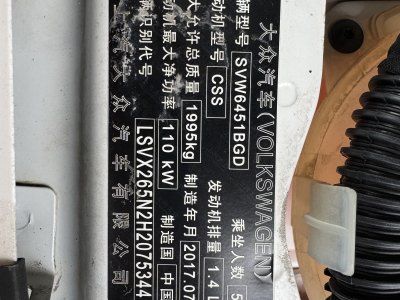 大众汽车(VOLKSWAGEN)
辆型号 SVW6451BGD 乘坐人数 5
动机型号 CSS 发动机排量 1.4 L
大允许总质量 1995kg 制造年月 2017.07
动机最大净功率 110 kW 制造国 中国
辆识别代号 LSVX265N2H2075544
上汽大众汽车有限公司